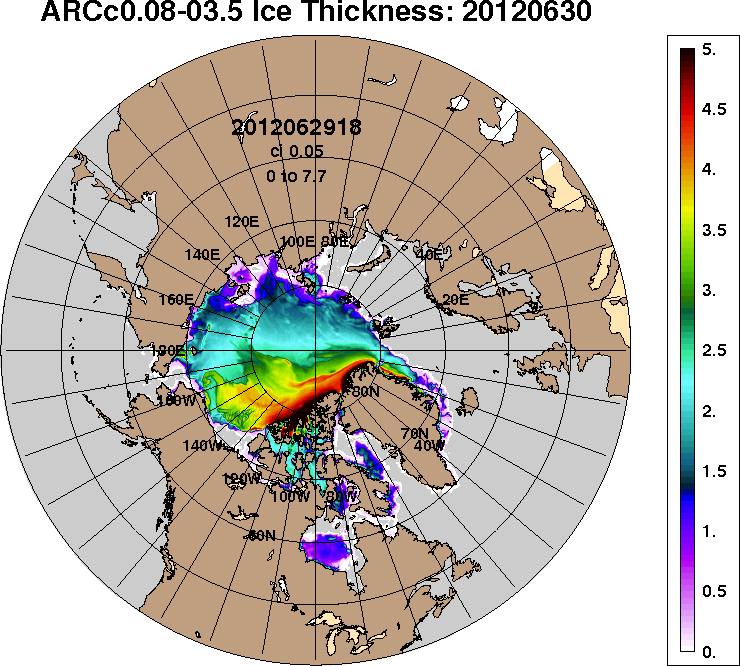 ARCc0.08-03.5 Ice Thickness: 20120630
2012062918
ci 0.05
0 to 7.7
120E
100E
80E
140E
40E
160E
20E
180E
160W
80N
140W
70N
40W
120W
100W
80W
60N
5.
4.5
4.
3.5
3.
2.5
2.
1.5
1.
0.5
0.